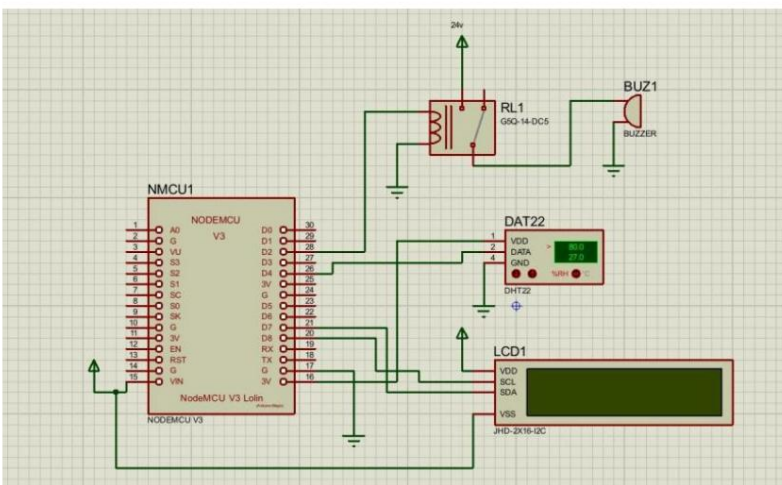 24v
RL1
G5Q-14-DC5
BUZ1
BUZZER
NMCU1
NODEMCU
V3
1 A0 D0 30
2 G D1 29
3 VU D2 28
4 S3 D3 27
5 S2 D4 26
6 S1 3V 25
7 SC G 24
8 S0 D5 23
9 SK D6 22
10 G D7 21
11 3V D8 20
12 EN RX 19
13 RST TX 18
14 G G 17
15 VIN 3V 16
NodeMCU V3 Lolin
NODEMCU V3
DAT22
1 VDD
2 DATA
4 GND
> 80.0
27.0
%RH °C
DHT22
LCD1
VDD
SCL
SDA
VSS
JHD-2X16-I2C